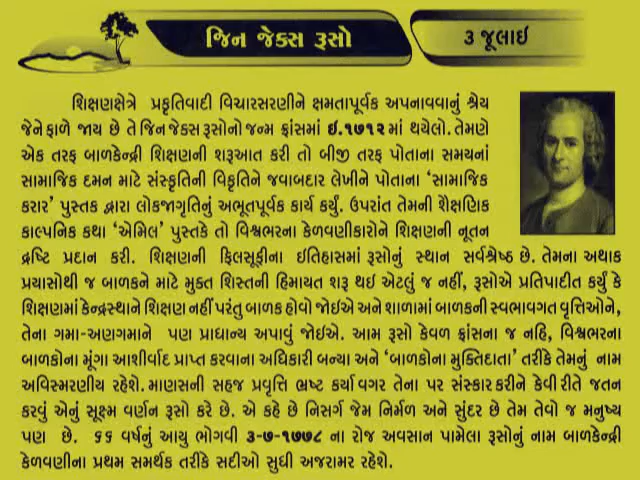 જિન જેક્સ રૂસો
૩ જૂલાઈ
શિક્ષણક્ષેત્રે પ્રકૃતિવાદી વિચારસરણીને ક્ષમતાપૂર્વક અપનાવવાનું શ્રેય
જેને ફાળે જાય છે તે જિન જેક્સ રૂસોનો જન્મ ફ્રાંસમાં ઇ.૧૭૧૨ માં થયેલો. તેમણે
એક તરફ બાળકેન્દ્રી શિક્ષણની શરૂઆત કરી તો બીજી તરફ પોતાના સમયનાં
સામાજિક દમન માટે સંસ્કૃતિની વિકૃતિને જવાબદાર લેખીને પોતાના ‘સામાજિક
કરાર’ પુસ્તક દ્વારા લોકજાગૃતિનું અભૂતપૂર્વક કાર્ય કર્યું. ઉપરાંત તેમની શૈક્ષણિક
કાલ્પનિક કથા ‘એમિલ’ પુસ્તકે તો વિશ્વભરના કેળવણીકારોને શિક્ષણની નૂતન
દ્રષ્ટિ પ્રદાન કરી. શિક્ષણની ફિલસૂફીના ઈતિહાસમાં રૂસોનું સ્થાન સર્વશ્રેષ્ઠ છે. તેમના અથાક
પ્રયાસોથી જ બાળકને માટે મુક્ત શિસ્તની હિમાયત શરૂ થઇ એટલું જ નહીં, રૂસોએ પ્રતિપાદીત કર્યું કે
શિક્ષણમાં કેન્દ્રસ્થાને શિક્ષણ નહીં પરંતુ બાળક હોવો જોઈએ અને શાળામાં બાળકની સ્વભાવગત વૃત્તિઓને,
તેના ગમા-અણગમાને પણ પ્રાધાન્ય અપાવું જોઈએ. આમ રૂસો કેવળ ફ્રાંસના જ નહિ, વિશ્વભરના
બાળકોના મૂંગા આશીર્વાદ પ્રાપ્ત કરવાના અધિકારી બન્યા અને ‘બાળકોના મુક્તિદાતા’ તરીકે તેમનું નામ
અવિસ્મરણીય રહેશે. માણસની સહજ પ્રવૃત્તિ ભ્રષ્ટ કર્યા વગર તેના પર સંસ્કાર કરીને કેવી રીતે જતન
કરવું એનું સૂક્ષ્મ વર્ણન રૂસો કરે છે. એ કહે છે નિસર્ગ જેમ નિર્મળ અને સુંદર છે તેમ તેવો જ મનુષ્ય
પણ છે. ૬૬ વર્ષનું આયુ ભોગવી ૩-૭-૧૭૭૮ ના રોજ અવસાન પામેલા રૂસોનું નામ બાળકેન્દ્રી
કેળવણીના પ્રથમ સમર્થક તરીકે સદીઓ સુધી અજરામર રહેશે.